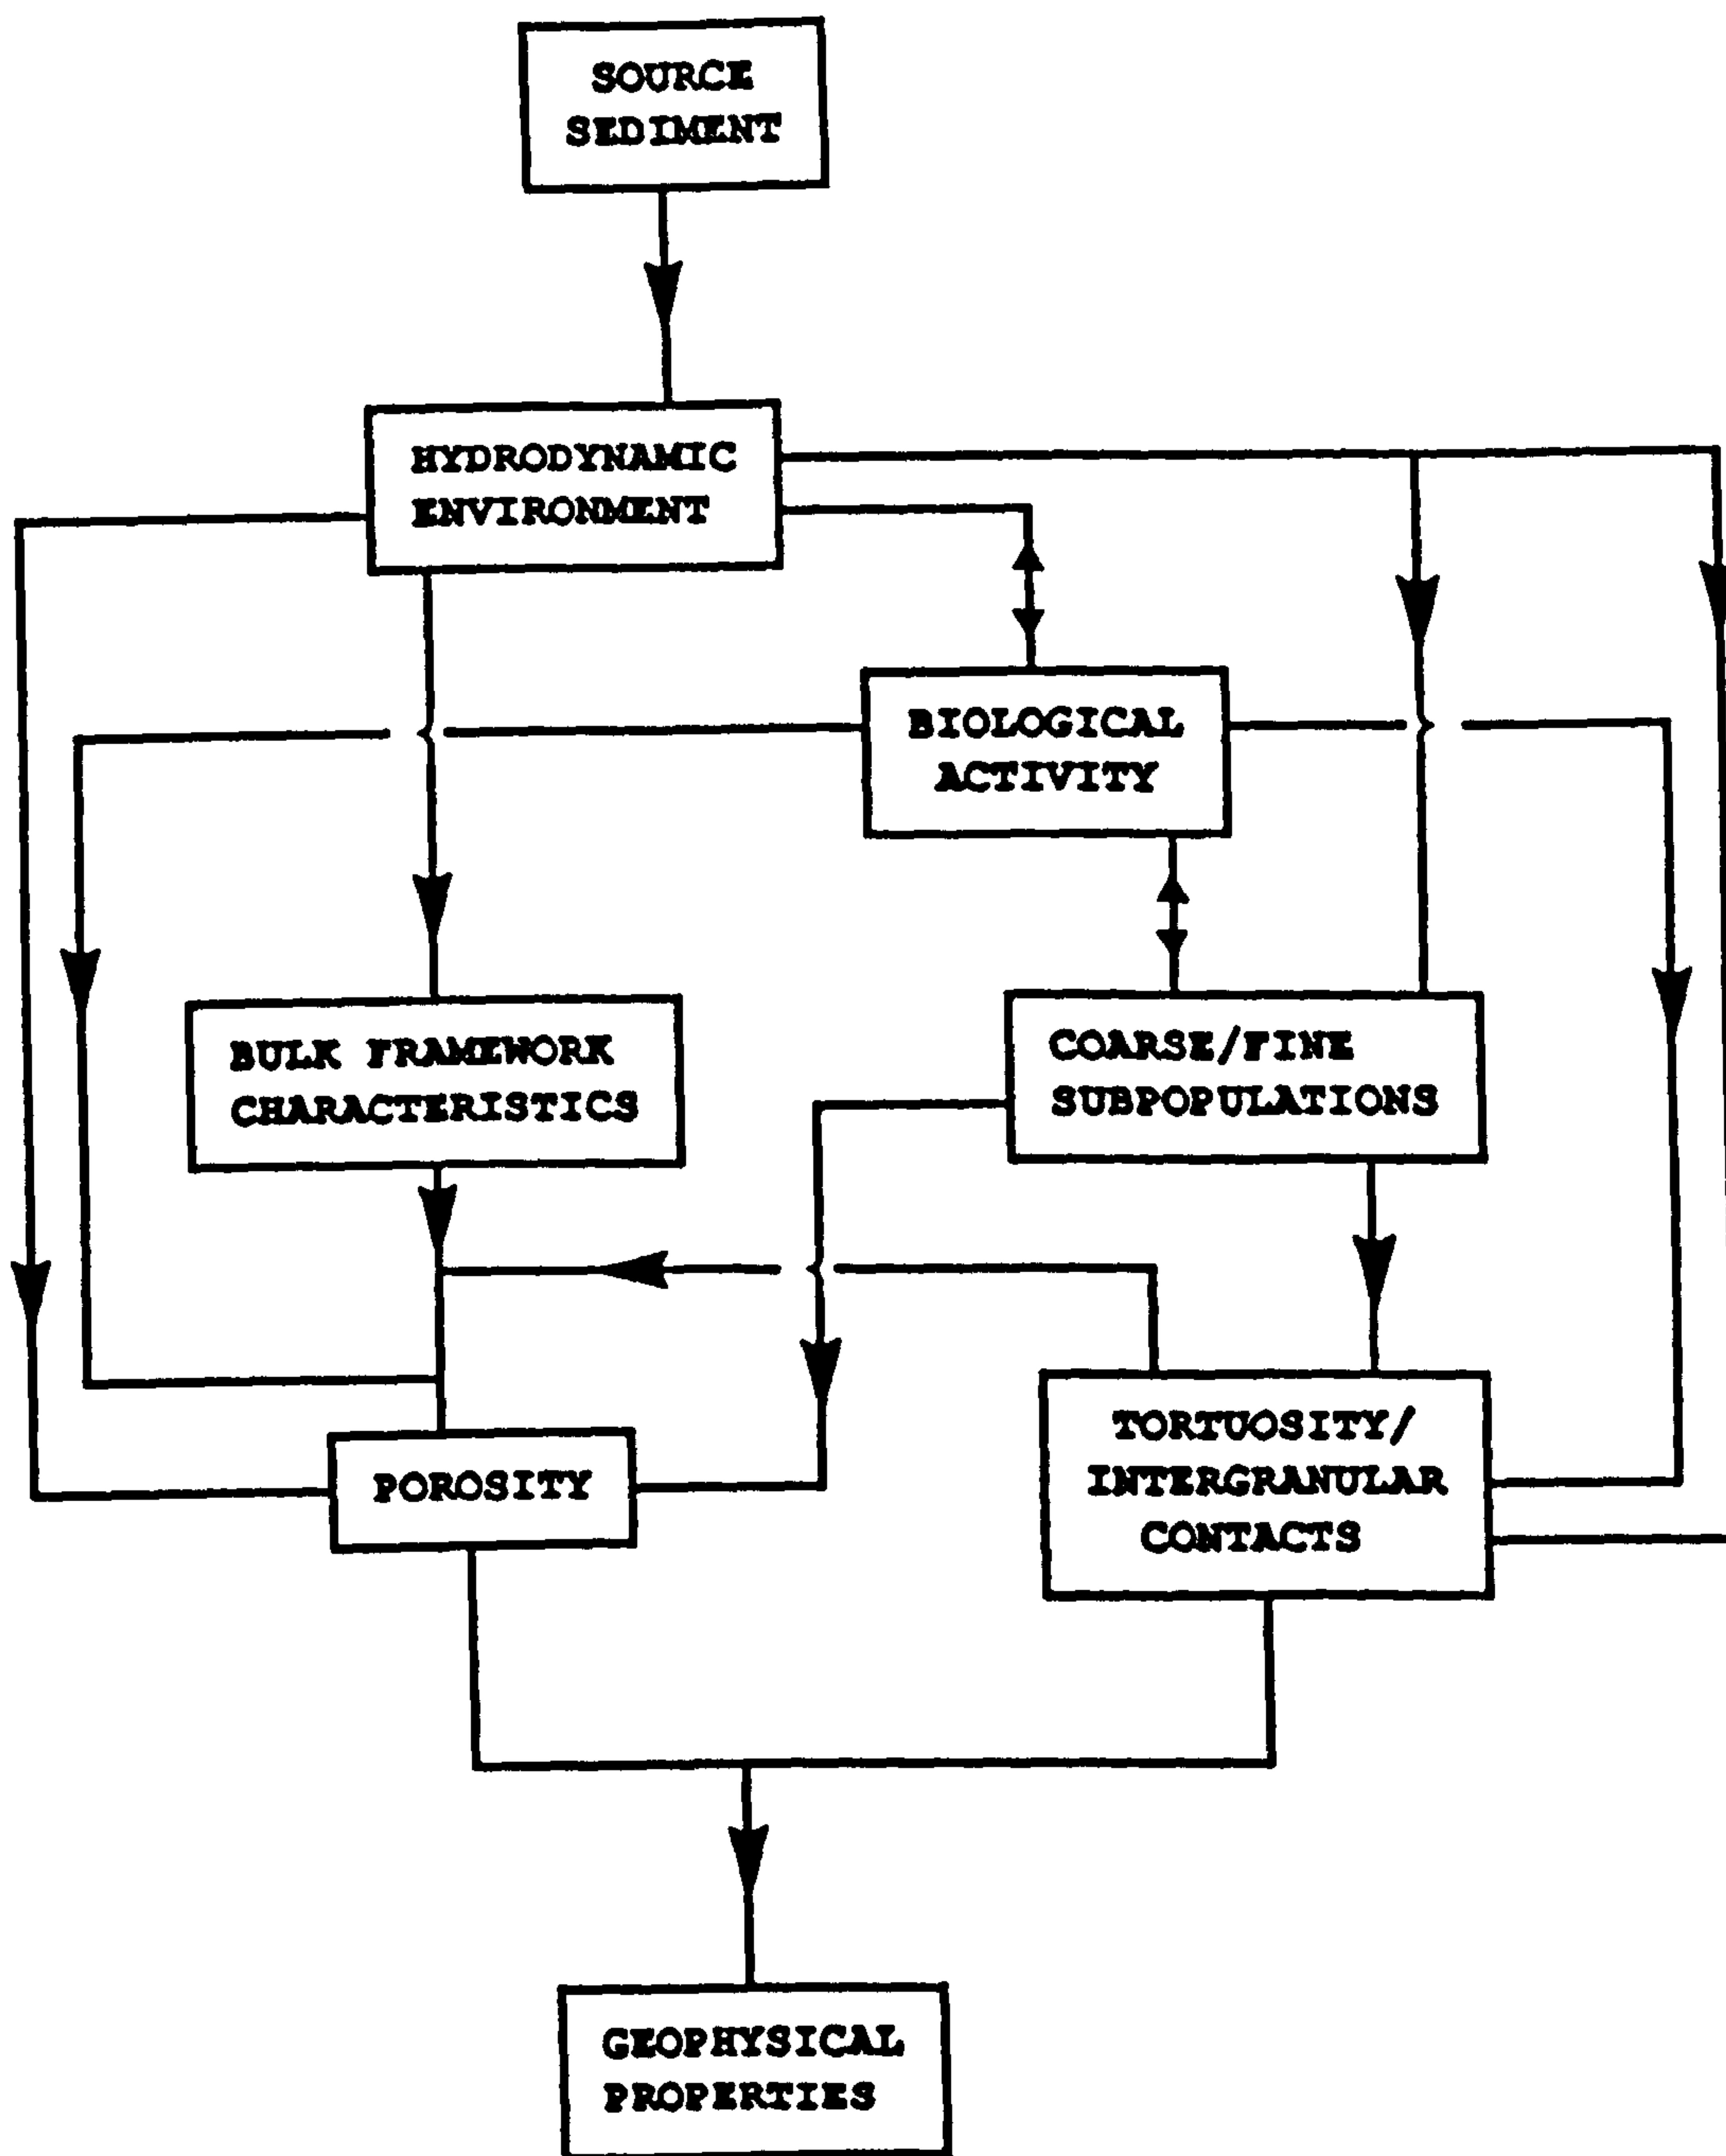 SOURCE
SEDIMENT
HYDRODYNAMIC
ENVIRONMENT
BIOLOGICAL
ACTIVITY
BULK FRAMEWORK
CHARACTERISTICS
COARSE/FINE
SUBPOPULATIONS
TORTUOSITY/
INTERGRANULAR
CONTACTS
POROSITY
GEOPHYSICAL
PROPERTIES